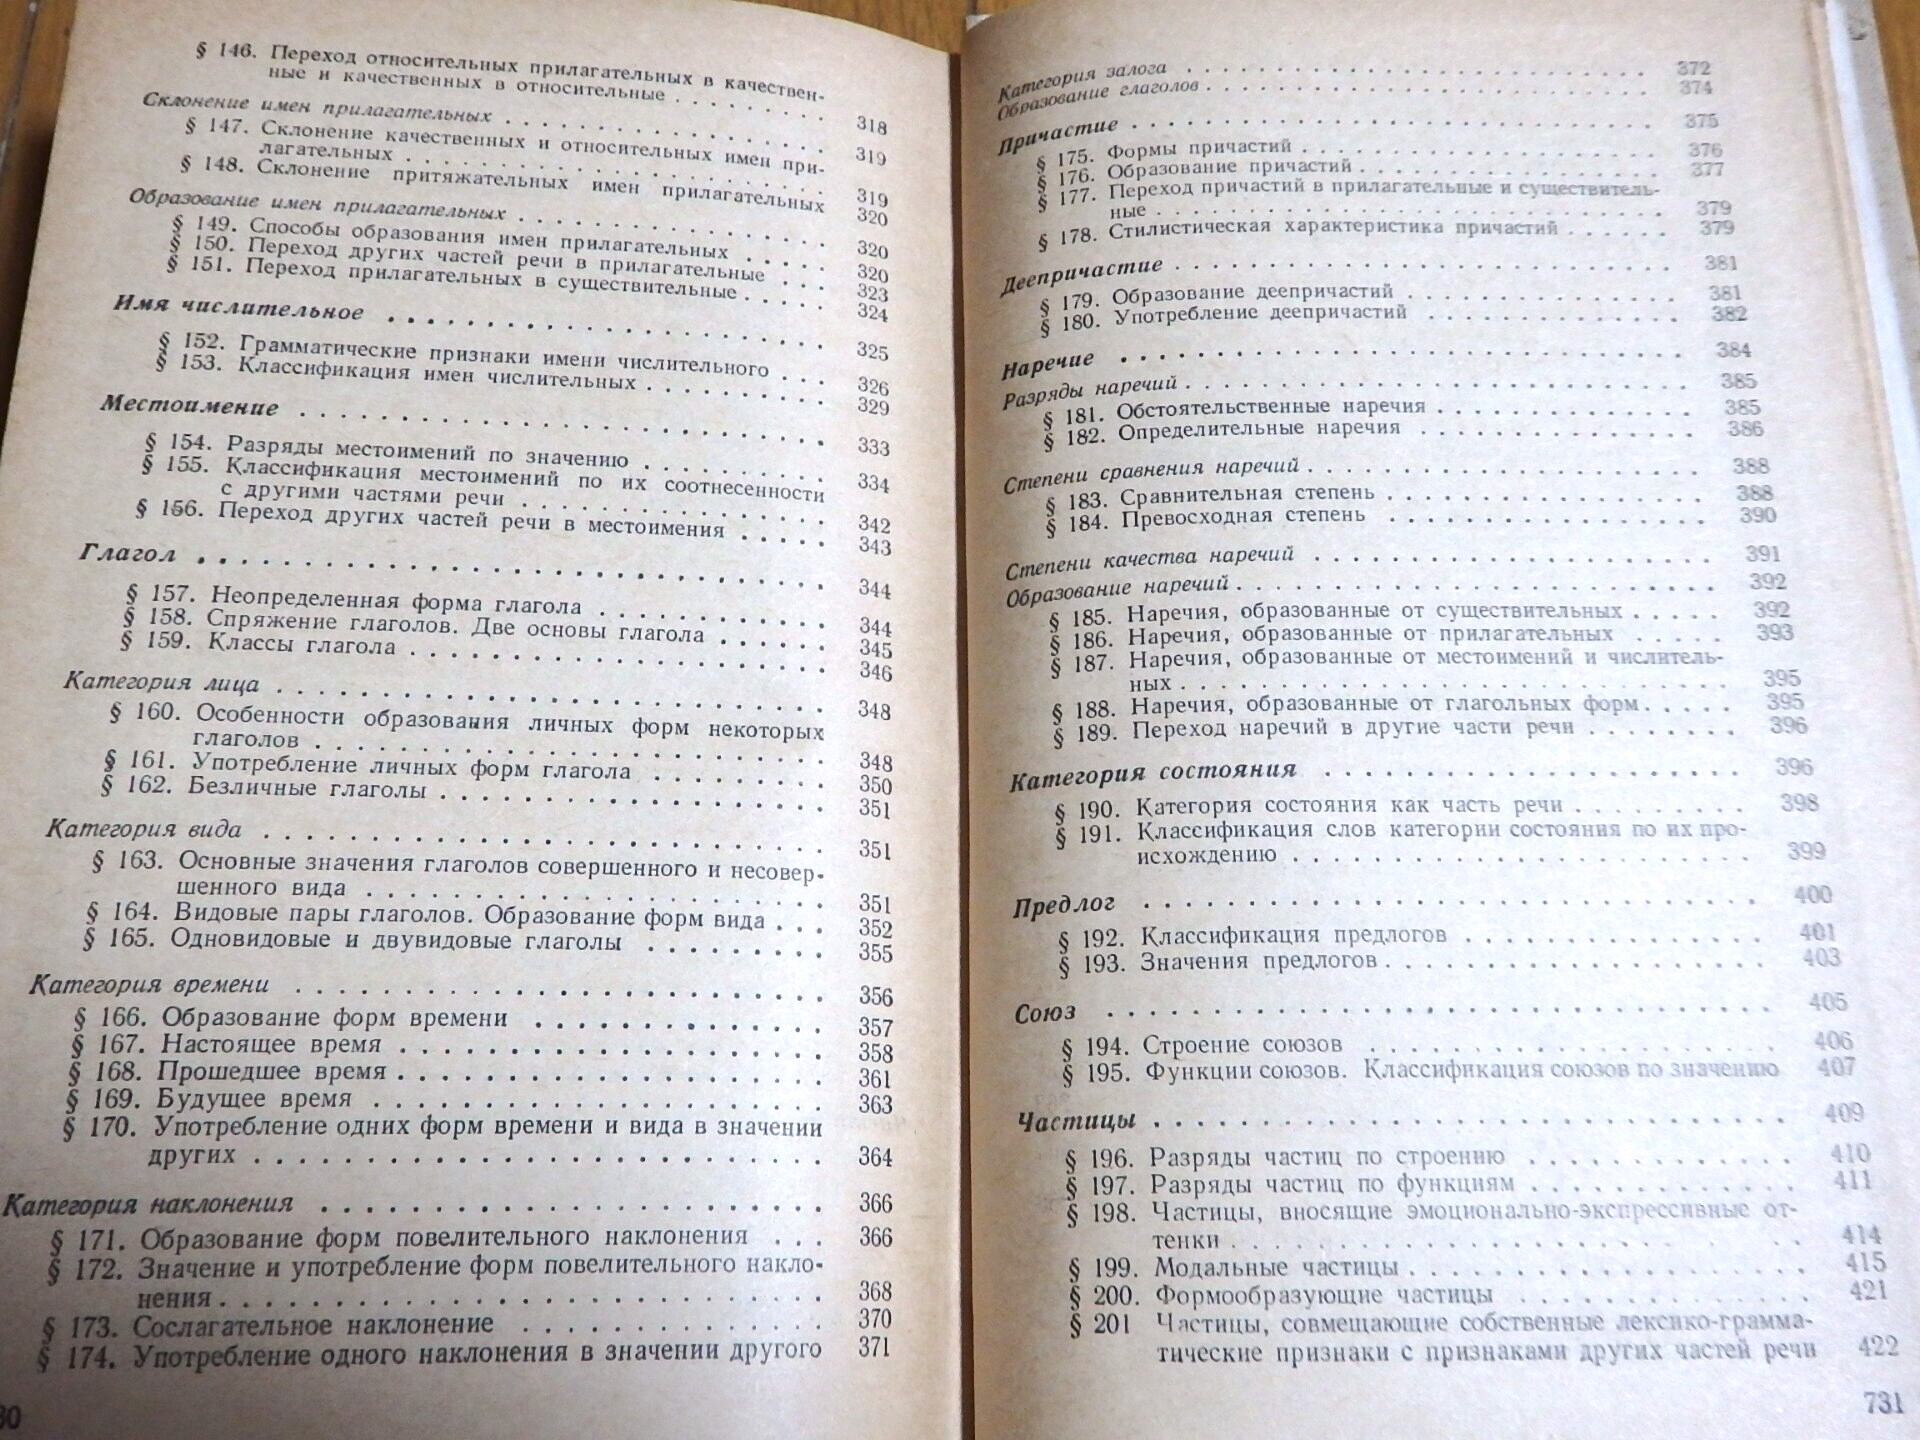 § 146. Переход относительных прилагательных в качествен-
ные и качественных в относительные . . . . . . . . 318
Склонение имен прилагательных . . . . . . . . . . . . . . . 319
§ 147. Склонение качественных и относительных имен при-
лагательных . . . . . . . . . . . . . . . . . . . 319
§ 148. Склонение притяжательных имен прилагательных 320
Образование имен прилагательных . . . . . . . . . . . . . . 320
§ 149. Способы образования имен прилагательных . . . . . 320
§ 150. Переход других частей речи в прилагательные . . . 323
§ 151. Переход прилагательных в существительные . . . . 324
Имя числительное . . . . . . . . . . . . . . . . . . . . 325
§ 152. Грамматические признаки имени числительного . . . 326
§ 153. Классификация имен числительных . . . . . . . . . 329
Местоимение . . . . . . . . . . . . . . . . . . . . . . . 333
§ 154. Разряды местоимений по значению . . . . . . . . . 334
§ 155. Классификация местоимений по их соотнесенности
с другими частями речи . . . . . . . . . . . . . . 342
§ 156. Переход других частей речи в местоимения . . . . . 343
Глагол . . . . . . . . . . . . . . . . . . . . . . . . . . . 344
§ 157. Неопределенная форма глагола . . . . . . . . . . . 344
§ 158. Спряжение глаголов. Две основы глагола . . . . . . 345
§ 159. Классы глагола . . . . . . . . . . . . . . . . . . . 346
Категория лица . . . . . . . . . . . . . . . . . . . . . . . . 348
§ 160. Особенности образования личных форм некоторых
глаголов . . . . . . . . . . . . . . . . . . . . . . 348
§ 161. Употребление личных форм глагола . . . . . . . . 350
§ 162. Безличные глаголы . . . . . . . . . . . . . . . . . 351
Категория вида . . . . . . . . . . . . . . . . . . . . . . . . 351
§ 163. Основные значения глаголов совершенного и несовер-
шенного вида . . . . . . . . . . . . . . . . . . . . 351
§ 164. Видовые пары глаголов. Образование форм вида . . . 352
§ 165. Одновидовые и двувидовые глаголы . . . . . . . . 355
Категория времени . . . . . . . . . . . . . . . . . . . . . . 356
§ 166. Образование форм времени . . . . . . . . . . . . . 357
§ 167. Настоящее время . . . . . . . . . . . . . . . . . . . 358
§ 168. Прошедшее время . . . . . . . . . . . . . . . . . . . 361
§ 169. Будущее время . . . . . . . . . . . . . . . . . . . . 363
§ 170. Употребление одних форм времени и вида в значении
других . . . . . . . . . . . . . . . . . . . . . . . . . 364
Категория наклонения . . . . . . . . . . . . . . . . . . . . . 366
§ 171. Образование форм повелительного наклонения . . . 366
§ 172. Значение и употребление форм повелительного накло-
нения . . . . . . . . . . . . . . . . . . . . . . . . . . 368
§ 173. Сослагательное наклонение . . . . . . . . . . . . . 370
§ 174. Употребление одного наклонения в значении другого 371
Категория залога . . . . . . . . . . . . . . . . . . . . . . . . 372
Образование глаголов . . . . . . . . . . . . . . . . . . . . . . 374
Причастие . . . . . . . . . . . . . . . . . . . . . . . . . . 375
§ 175. Формы причастий . . . . . . . . . . . . . . . . . . 376
§ 176. Образование причастий . . . . . . . . . . . . . . . 377
§ 177. Переход причастий в прилагательные и существитель-
ные . . . . . . . . . . . . . . . . . . . . . . . . . . 379
§ 178. Стилистическая характеристика причастий . . . . . . 379
Деепричастие . . . . . . . . . . . . . . . . . . . . . . . . . 381
§ 179. Образование деепричастий . . . . . . . . . . . . . 381
§ 180. Употребление деепричастий . . . . . . . . . . . . . 382
Наречие . . . . . . . . . . . . . . . . . . . . . . . . . . . 384
Разряды наречий . . . . . . . . . . . . . . . . . . . . . . . . 385
§ 181. Обстоятельственные наречия . . . . . . . . . . . . 385
§ 182. Определительные наречия . . . . . . . . . . . . . 386
Степени сравнения наречий . . . . . . . . . . . . . . . . . . 388
§ 183. Сравнительная степень . . . . . . . . . . . . . . . 388
§ 184. Превосходная степень . . . . . . . . . . . . . . . 390
Степени качества наречий . . . . . . . . . . . . . . . . . . . 391
Образование наречий . . . . . . . . . . . . . . . . . . . . . . 392
§ 185. Наречия, образованные от существительных . . . . . 392
§ 186. Наречия, образованные от прилагательных . . . . . 393
§ 187. Наречия, образованные от местоимений и числитель-
ных . . . . . . . . . . . . . . . . . . . . . . . . . . 395
§ 188. Наречия, образованные от глагольных форм . . . . . 395
§ 189. Переход наречий в другие части речи . . . . . . . . 396
Категория состояния . . . . . . . . . . . . . . . . . . . 396
§ 190. Категория состояния как часть речи . . . . . . . . 398
§ 191. Классификация слов категории состояния по их про-
исхождению . . . . . . . . . . . . . . . . . . . . . 399
Предлог . . . . . . . . . . . . . . . . . . . . . . . . . . . 400
§ 192. Классификация предлогов . . . . . . . . . . . . . . 401
§ 193. Значения предлогов . . . . . . . . . . . . . . . . . 403
Союз . . . . . . . . . . . . . . . . . . . . . . . . . . . . . 405
§ 194. Строение союзов . . . . . . . . . . . . . . . . . . 406
§ 195. Функции союзов. Классификация союзов по значению 407
Частицы . . . . . . . . . . . . . . . . . . . . . . . . . . . 409
§ 196. Разряды частиц по строению . . . . . . . . . . . . 410
§ 197. Разряды частиц по функциям . . . . . . . . . . . . 411
§ 198. Частицы, вносящие эмоционально-экспрессивные от-
тенки . . . . . . . . . . . . . . . . . . . . . . . . . 414
§ 199. Модальные частицы . . . . . . . . . . . . . . . . . 415
§ 200. Формообразующие частицы . . . . . . . . . . . . . 421
§ 201 Частицы, совмещающие собственные лексико-грамма-
тические признаки с признаками других частей речи 422
30
731